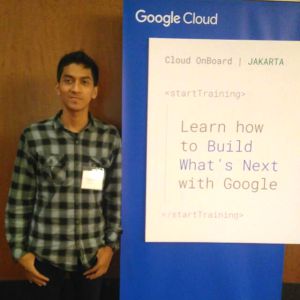 Google Cloud
Cloud OnBoard | JAKARTA
<startTraining>
Learn how
to Build
What's Next
with Google
</startTraining>